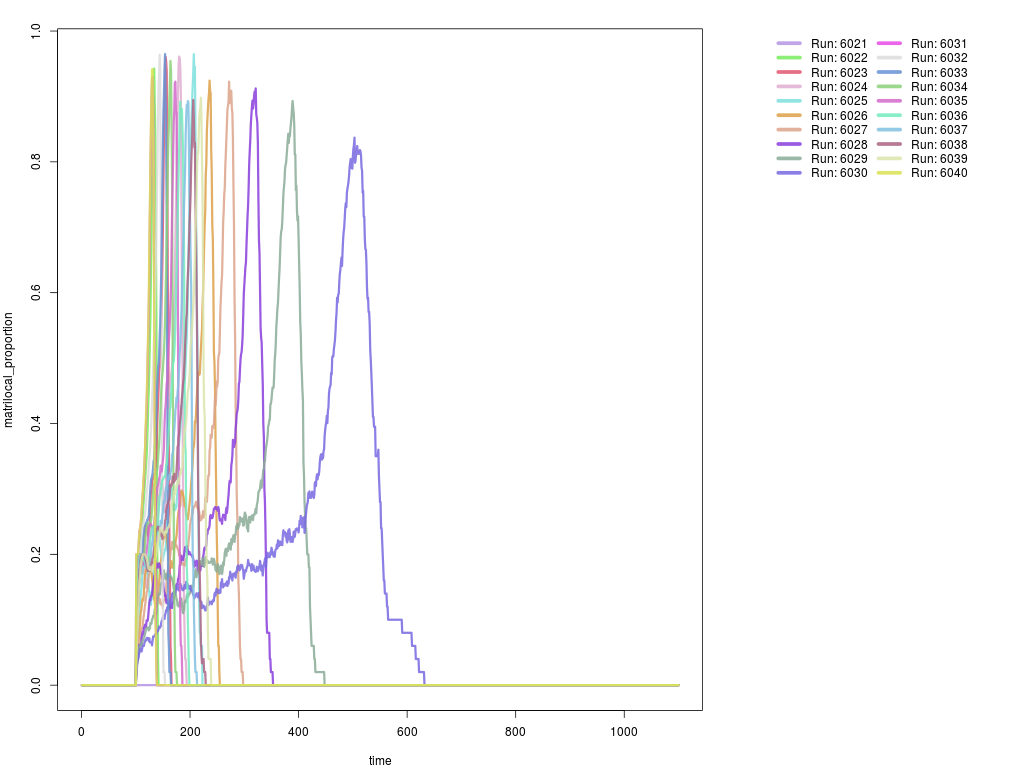 1.0
0.8
0.6
0.4
0.2
0.0
matrilocal_proportion
0 200 400 600 800 1000
time
Run: 6021 Run: 6031
Run: 6022 Run: 6032
Run: 6023 Run: 6033
Run: 6024 Run: 6034
Run: 6025 Run: 6035
Run: 6026 Run: 6036
Run: 6027 Run: 6037
Run: 6028 Run: 6038
Run: 6029 Run: 6039
Run: 6030 Run: 6040